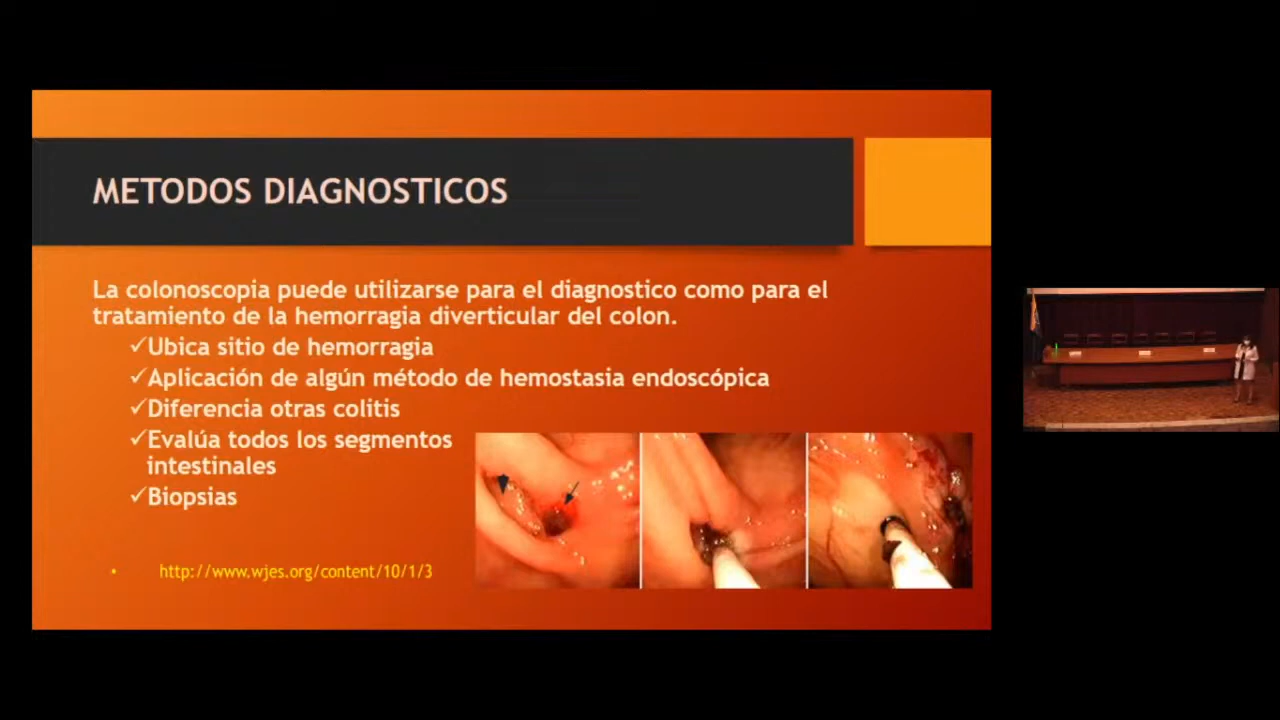 METODOS DIAGNOSTICOS
La colonoscopia puede utilizarse para el diagnostico como para el
tratamiento de la hemorragia diverticular del colon.
✓Ubica sitio de hemorragia
✓Aplicación de algún método de hemostasia endoscópica
✓Diferencia otras colitis
✓Evalúa todos los segmentos
intestinales
✓Biopsias
• http://www.wjes.org/content/10/1/3